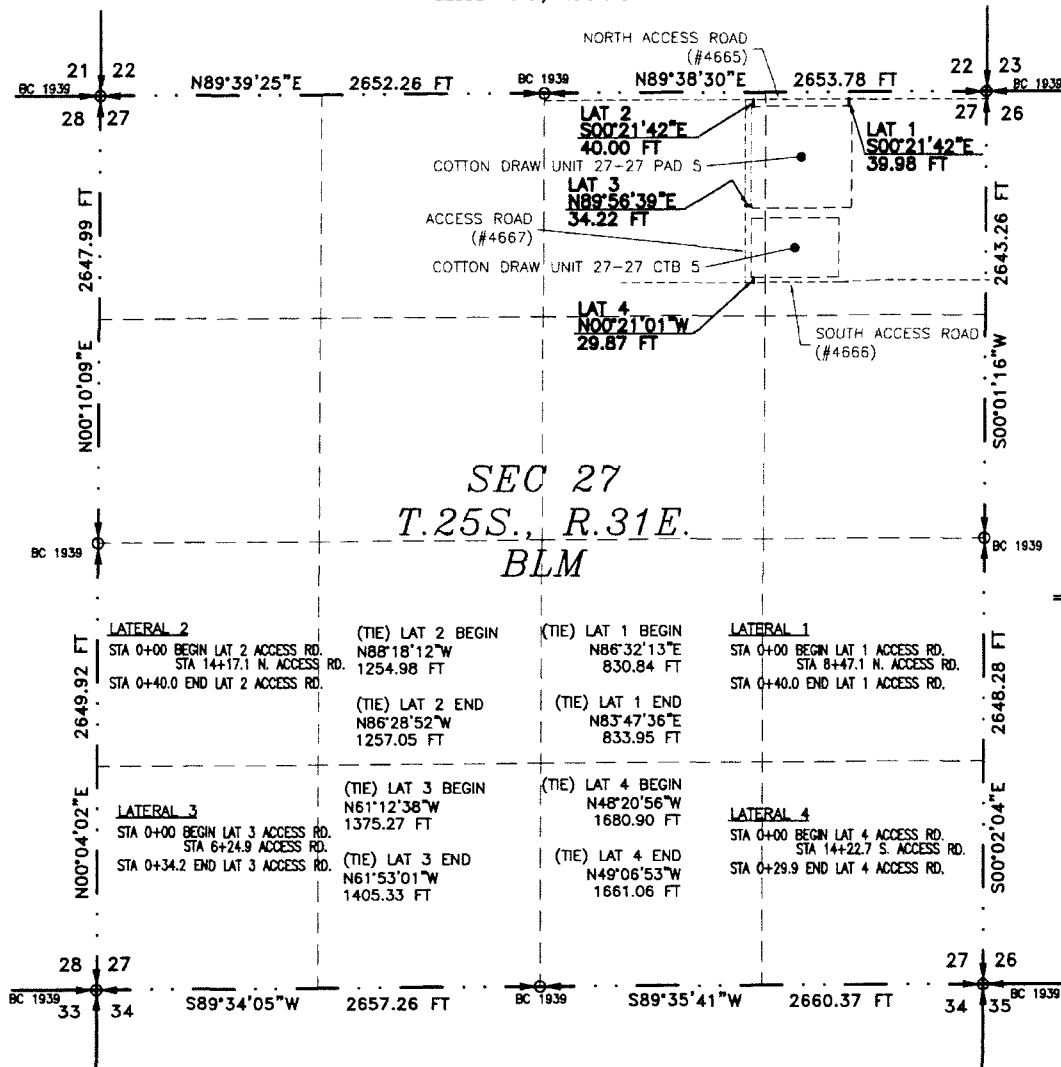 NORTH ACCESS ROAD
(#4665)
21 22
BC 1939
28 27
N89°39'25"E 2652.26 FT
BC 1939
N89°38'30"E 2653.78 FT
22 23
BC 1939
27 26
LAT 2
S00°21'42"E
40.00 FT
LAT 1
S00°21'42"E
39.98 FT
COTTON DRAW UNIT 27-27 PAD 5
LAT 3
N89°56'39"E
34.22 FT
ACCESS ROAD
(#4667)
COTTON DRAW UNIT 27-27 CTB 5
LAT 4
N00°21'01"W
29.87 FT
SOUTH ACCESS ROAD
(#4666)
2647.99 FT
N00°10'09"E
2643.26 FT
S00°01'16"W
SEC 27
T.25S., R.31E.
BLM
BC 1939
BC 1939
LATERAL 2
STA 0+00 BEGIN LAT 2 ACCESS RD.
STA 14+17.1 N. ACCESS RD.
STA 0+40.0 END LAT 2 ACCESS RD.
(TIE) LAT 2 BEGIN
N88°18'12"W
1254.98 FT
(TIE) LAT 2 END
N86°28'52"W
1257.05 FT
(TIE) LAT 1 BEGIN
N86°32'13"E
830.84 FT
(TIE) LAT 1 END
N83°47'36"E
833.95 FT
LATERAL 1
STA 0+00 BEGIN LAT 1 ACCESS RD.
STA 8+47.1 N. ACCESS RD.
STA 0+40.0 END LAT 1 ACCESS RD.
2649.92 FT
N00°04'02"E
2648.28 FT
S00°02'04"E
LATERAL 3
STA 0+00 BEGIN LAT 3 ACCESS RD.
STA 6+24.9 ACCESS RD.
STA 0+34.2 END LAT 3 ACCESS RD.
(TIE) LAT 3 BEGIN
N61°12'38"W
1375.27 FT
(TIE) LAT 3 END
N61°53'01"W
1405.33 FT
(TIE) LAT 4 BEGIN
N48°20'56"W
1680.90 FT
(TIE) LAT 4 END
N49°06'53"W
1661.06 FT
LATERAL 4
STA 0+00 BEGIN LAT 4 ACCESS RD.
STA 14+22.7 S. ACCESS RD.
STA 0+29.9 END LAT 4 ACCESS RD.
28 27
BC 1939
33 34
S89°34'05"W 2657.26 FT
BC 1939
S89°35'41"W 2660.37 FT
27 26
BC 1939
34 35